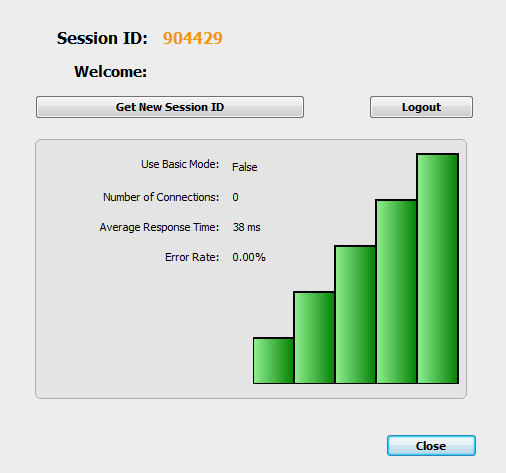 Session ID: 904429
Welcome:
Get New Session ID Logout
Use Basic Mode: False
Number of Connections: 0
Average Response Time: 38 ms
Error Rate: 0.00%
Close